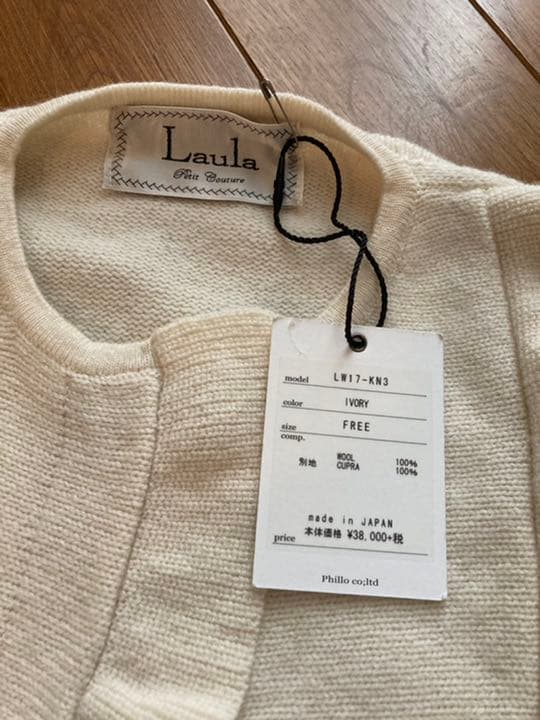 Laula
Petit Couture
model LW17-KN3
color IVORY
size FREE
comp.
WOOL 100%
別地 CUPRA 100%
made in JAPAN
price 本体価格 ¥38,000+税
Phillo co;ltd